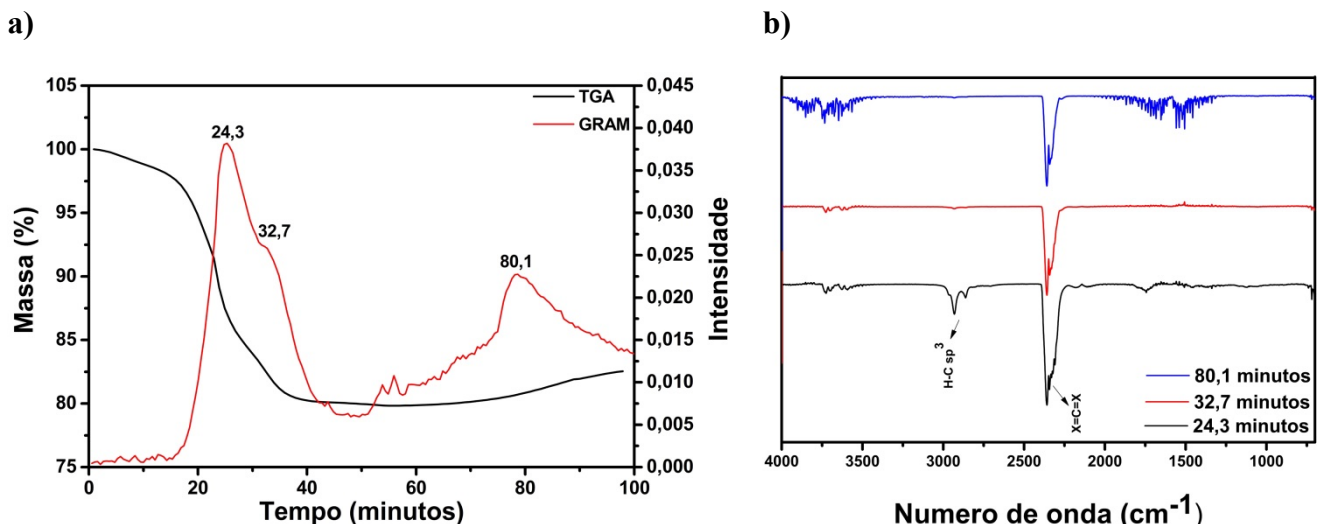 a)
b)
105
100
95
90
85
80
75
Massa (%)
0 20 40 60 80 100
Tempo (minutos)
0,045
0,040
0,035
0,030
0,025
0,020
0,015
0,010
0,005
0,000
Intensidade
TGA
GRAM
24,3
32,7
80,1
H-C sp³
X=C=X
80,1 minutos
32,7 minutos
24,3 minutos
4000 3500 3000 2500 2000 1500 1000
Numero de onda (cm⁻¹)